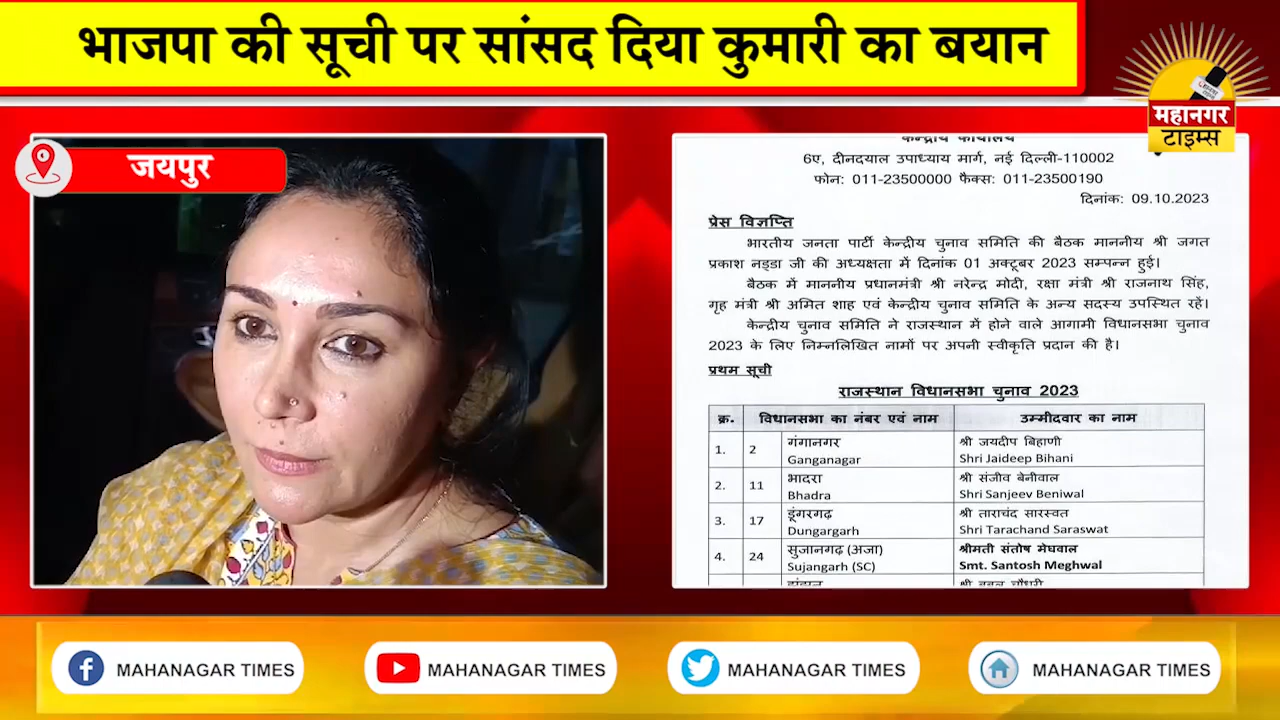 भाजपा की सूची पर सांसद दिया कुमारी का बयान
महानगर
टाइम्स
जयपुर
केन्द्रीय कार्यालय
6ए, दीनदयाल उपाध्याय मार्ग, नई दिल्ली-110002
फोन: 011-23500000 फैक्स: 011-23500190
दिनांक: 09.10.2023
प्रेस विज्ञप्ति
भारतीय जनता पार्टी केन्द्रीय चुनाव समिति की बैठक माननीय श्री जगत
प्रकाश नड्डा जी की अध्यक्षता में दिनांक 01 अक्टूबर 2023 सम्पन्न हुई।
बैठक में माननीय प्रधानमंत्री श्री नरेन्द्र मोदी, रक्षा मंत्री श्री राजनाथ सिंह,
गृह मंत्री श्री अमित शाह एवं केन्द्रीय चुनाव समिति के अन्य सदस्य उपस्थित रहें।
केन्द्रीय चुनाव समिति ने राजस्थान में होने वाले आगामी विधानसभा चुनाव
2023 के लिए निम्नलिखित नामों पर अपनी स्वीकृति प्रदान की है।
प्रथम सूची
राजस्थान विधानसभा चुनाव 2023
क्र. विधानसभा का नंबर एवं नाम उम्मीदवार का नाम
1. 2 गंगानगर श्री जयदीप बिहाणी
Ganganagar Shri Jaideep Bihani
2. 11 भादरा श्री संजीव बेनीवाल
Bhadra Shri Sanjeev Beniwal
3. 17 डूंगरगढ़ श्री ताराचंद सारस्वत
Dungargarh Shri Tarachand Saraswat
4. 24 सुजानगढ़ (अजा) श्रीमती संतोष मेघवाल
Sujangarh (SC) Smt. Santosh Meghwal
MAHANAGAR TIMES MAHANAGAR TIMES MAHANAGAR TIMES MAHANAGAR TIMES